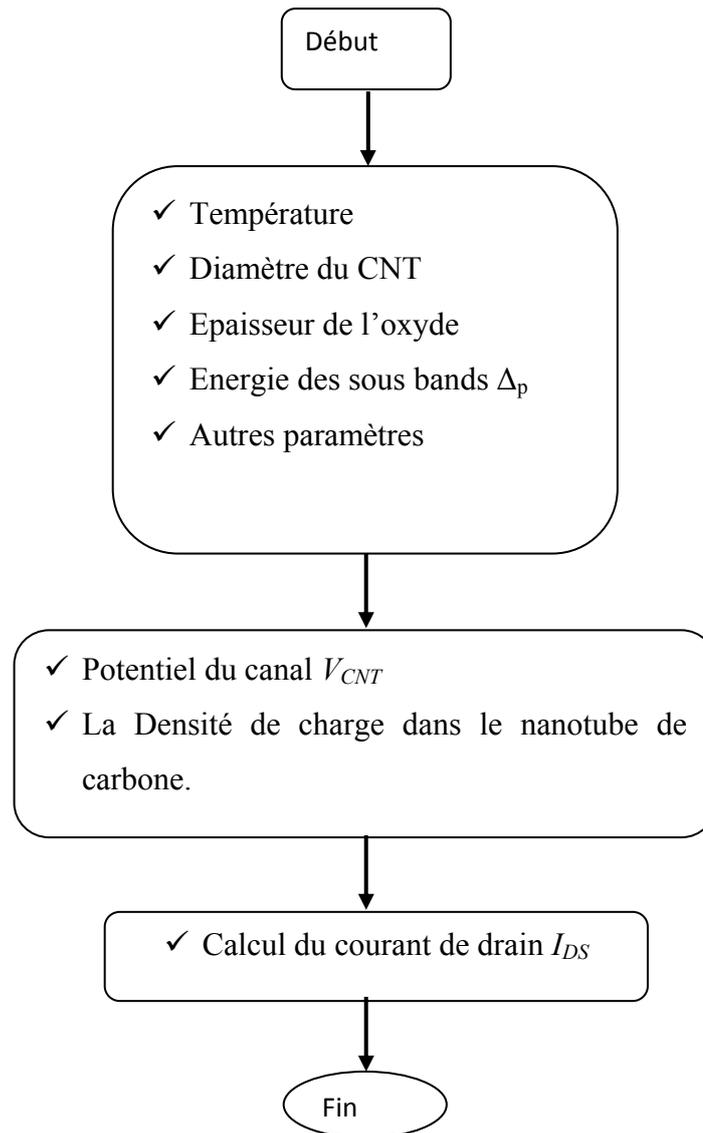 Début
✓ Température
✓ Diamètre du CNT
✓ Epaisseur de l’oxyde
✓ Energie des sous bands Δp
✓ Autres paramètres
✓ Potentiel du canal VCNT
✓ La Densité de charge dans le nanotube de
carbone.
✓ Calcul du courant de drain IDS
Fin